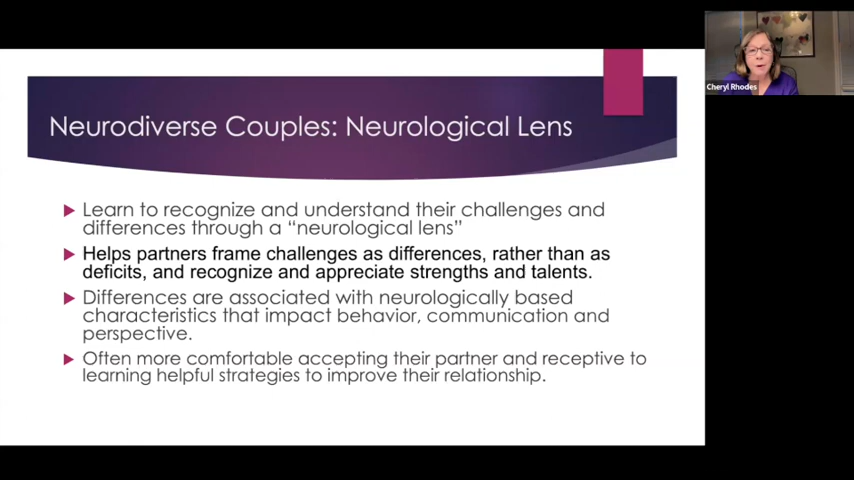 Neurodiverse Couples: Neurological Lens
Learn to recognize and understand their challenges and
differences through a “neurological lens”
Helps partners frame challenges as differences, rather than as
deficits, and recognize and appreciate strengths and talents.
Differences are associated with neurologically based
characteristics that impact behavior, communication and
perspective.
Often more comfortable accepting their partner and receptive to
learning helpful strategies to improve their relationship.
Cheryl Rhodes